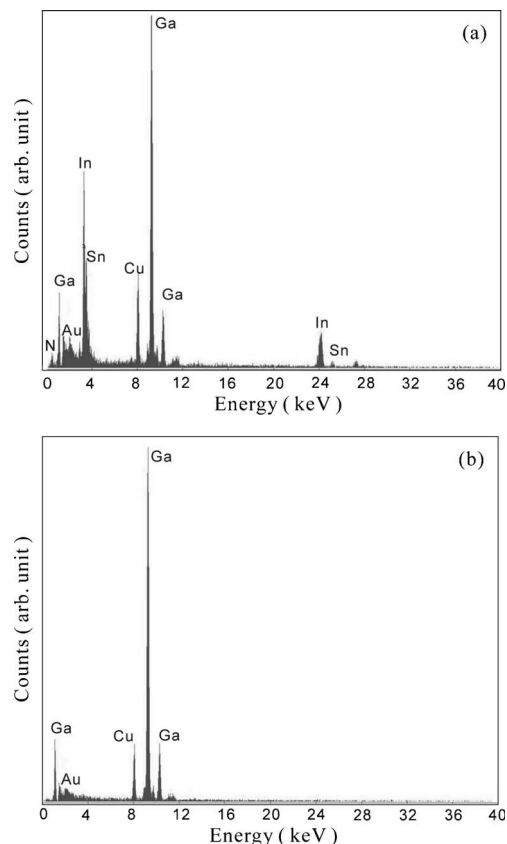 Ga
(a)
In
Sn
Cu
Ga
Ga
Au
N
In
Sn
Counts ( arb. unit )
0 4 8 12 16 20 24 28 32 36 40
Energy ( keV )
Ga
(b)
Ga
Cu
Ga
Au
Counts ( arb. unit )
0 4 8 12 16 20 24 28 32 36 40
Energy ( keV )